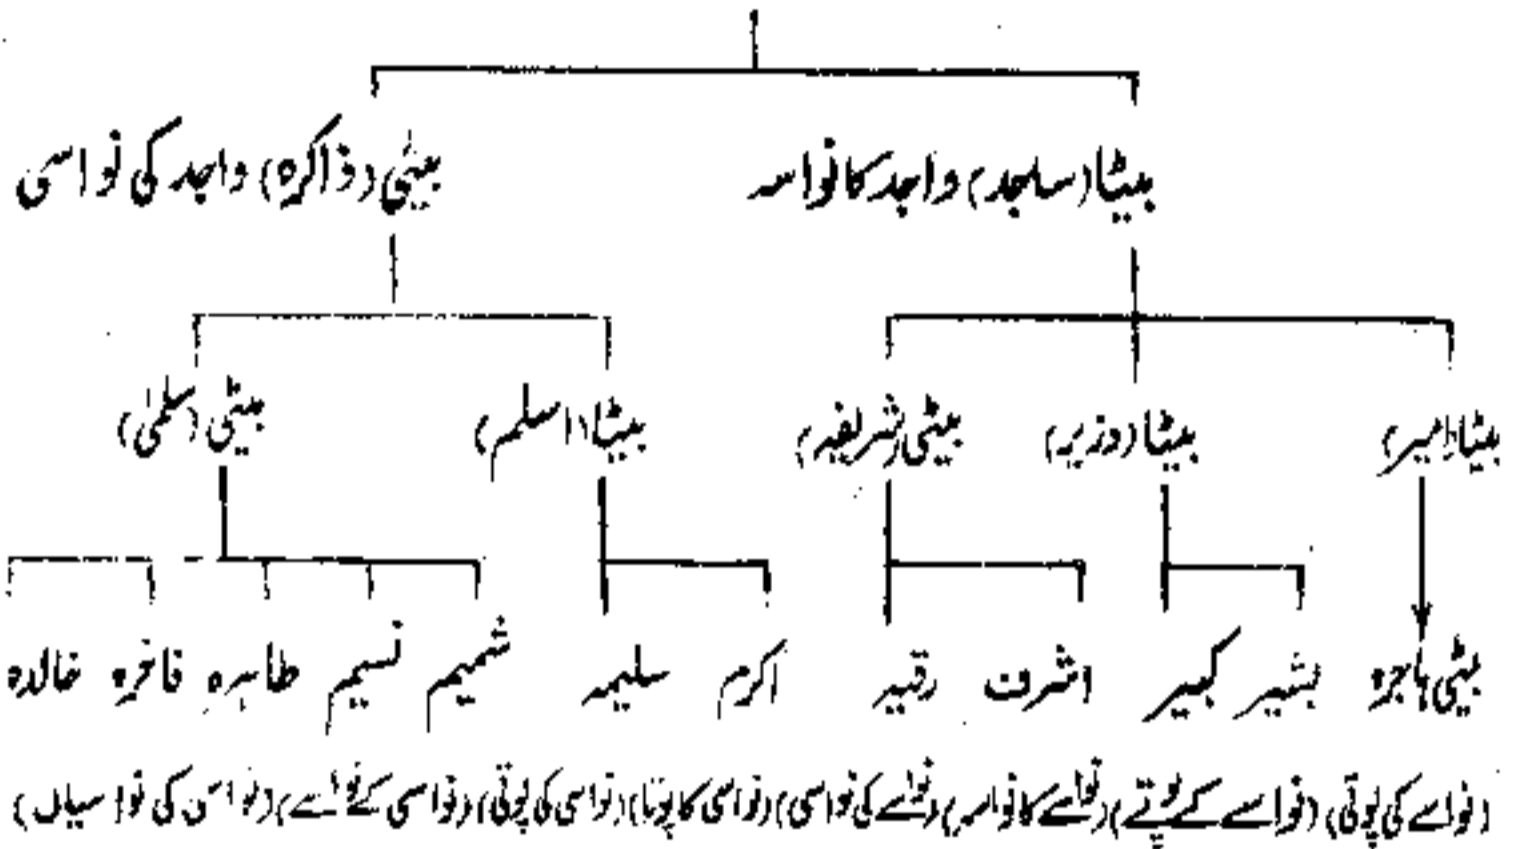 بیٹا (ساجد) واجد کا نواسہ بیٹی (ذاکرہ) واجد کی نواسی
بیٹا (امیر) بیٹا (وزیر) بیٹی (شریفہ) بیٹا (اسلم) بیٹی (سلمیٰ)
بیٹی ہاجرہ بشیر کبیر اشرف رقیہ اکرم سلیمہ شمیم نسیم طاہرہ فاخرہ خالدہ
(نواسے کی پوتی) (نواسے کے پوتے) (نواسے کا نواسہ) (نواسے کی نواسی) (نواسی کا پوتا) (نواسی کی پوتی) (نواسی کے نواسے) (نواسی کی نواسیاں)